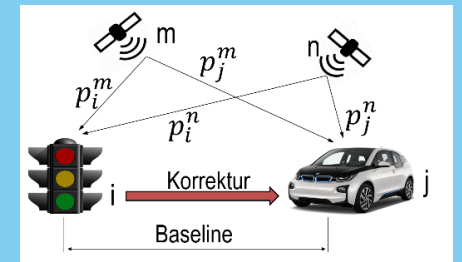 m
n
p_i^m
p_j^m
p_i^n
p_j^n
i
Korrektur
j
Baseline